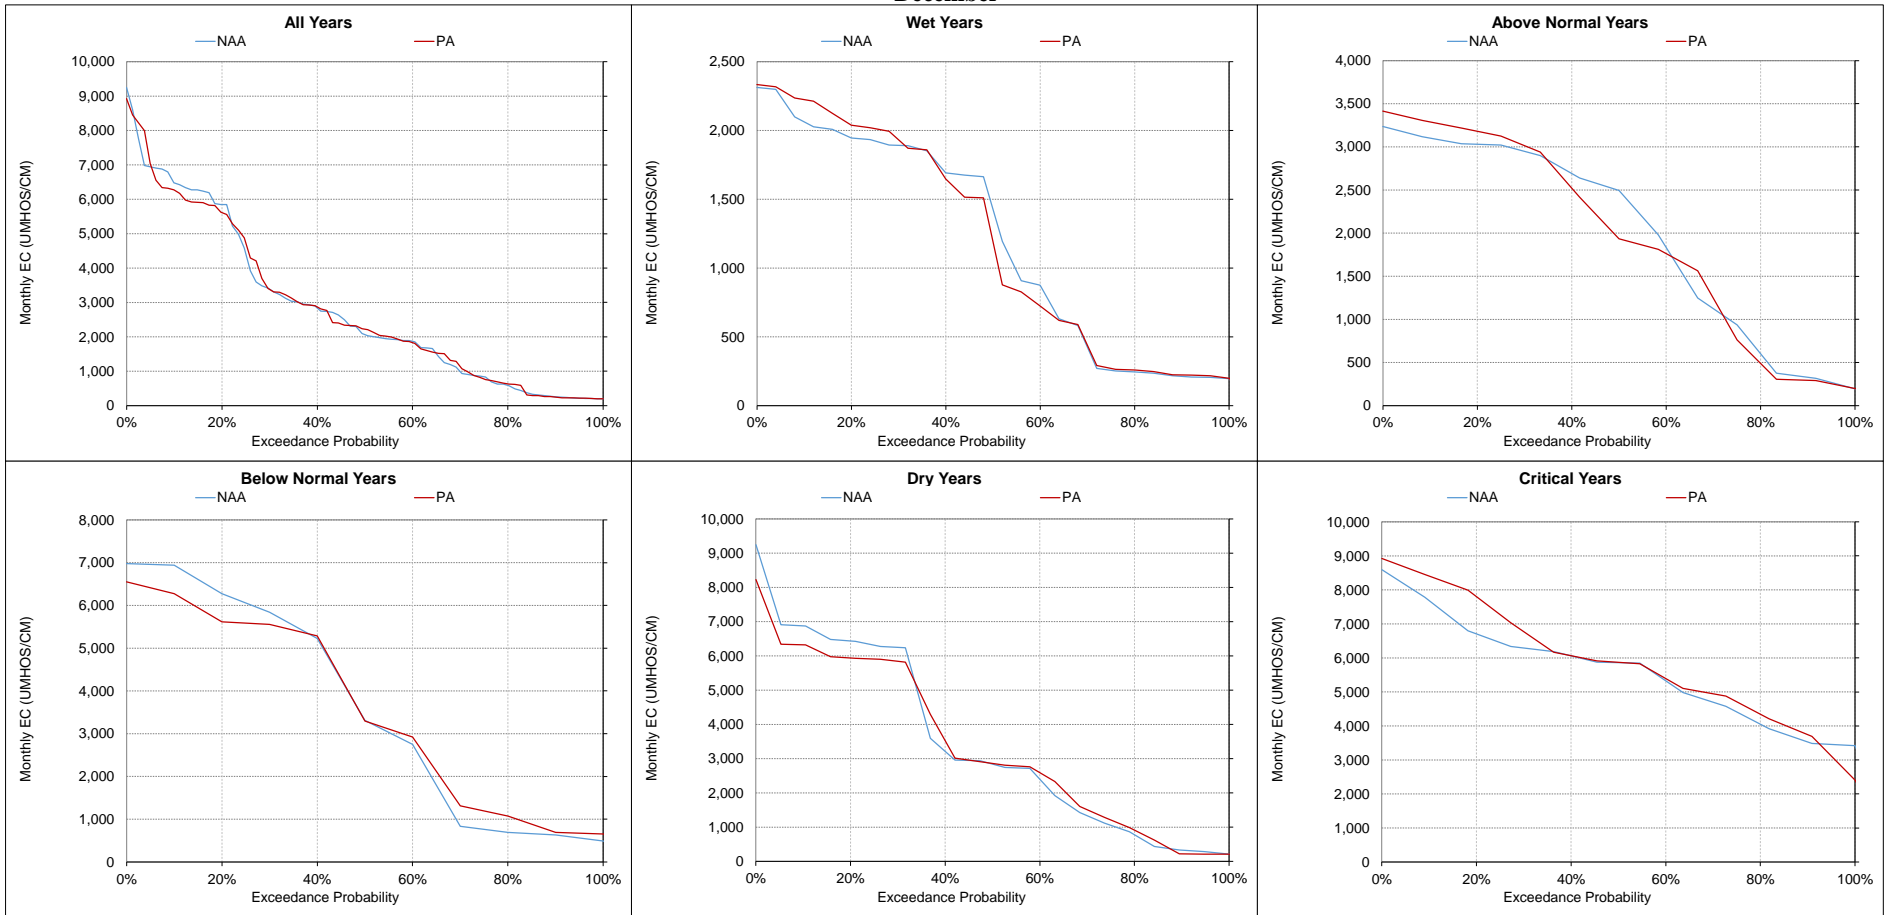 December
All Years
NAA PA
Monthly EC (UMHOS/CM)
10,000
9,000
8,000
7,000
6,000
5,000
4,000
3,000
2,000
1,000
0
0% 20% 40% 60% 80% 100%
Exceedance Probability
Wet Years
NAA PA
Monthly EC (UMHOS/CM)
2,500
2,000
1,500
1,000
500
0
0% 20% 40% 60% 80% 100%
Exceedance Probability
Above Normal Years
NAA PA
Monthly EC (UMHOS/CM)
4,000
3,500
3,000
2,500
2,000
1,500
1,000
500
0
0% 20% 40% 60% 80% 100%
Exceedance Probability
Below Normal Years
NAA PA
Monthly EC (UMHOS/CM)
8,000
7,000
6,000
5,000
4,000
3,000
2,000
1,000
0
0% 20% 40% 60% 80% 100%
Exceedance Probability
Dry Years
NAA PA
Monthly EC (UMHOS/CM)
10,000
9,000
8,000
7,000
6,000
5,000
4,000
3,000
2,000
1,000
0
0% 20% 40% 60% 80% 100%
Exceedance Probability
Critical Years
NAA PA
Monthly EC (UMHOS/CM)
10,000
9,000
8,000
7,000
6,000
5,000
4,000
3,000
2,000
1,000
0
0% 20% 40% 60% 80% 100%
Exceedance Probability